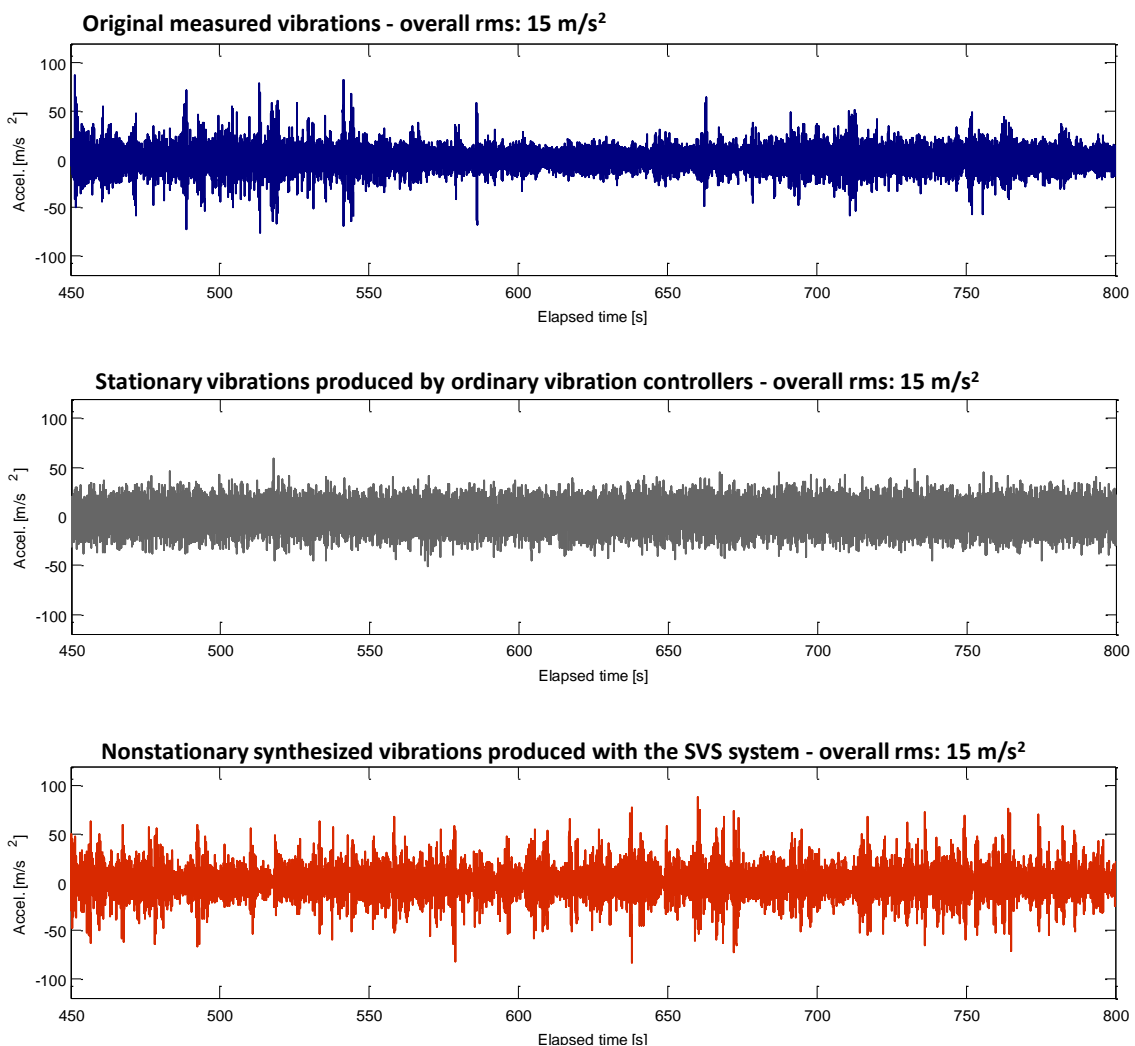 Original measured vibrations - overall rms: 15 m/s²
100
50
0
-50
-100
Accel. [m/s ²]
450 500 550 600 650 700 750 800
Elapsed time [s]
Stationary vibrations produced by ordinary vibration controllers - overall rms: 15 m/s²
100
50
0
-50
-100
Accel. [m/s ²]
450 500 550 600 650 700 750 800
Elapsed time [s]
Nonstationary synthesized vibrations produced with the SVS system - overall rms: 15 m/s²
100
50
0
-50
-100
Accel. [m/s ²]
450 500 550 600 650 700 750 800
Elapsed time [s]